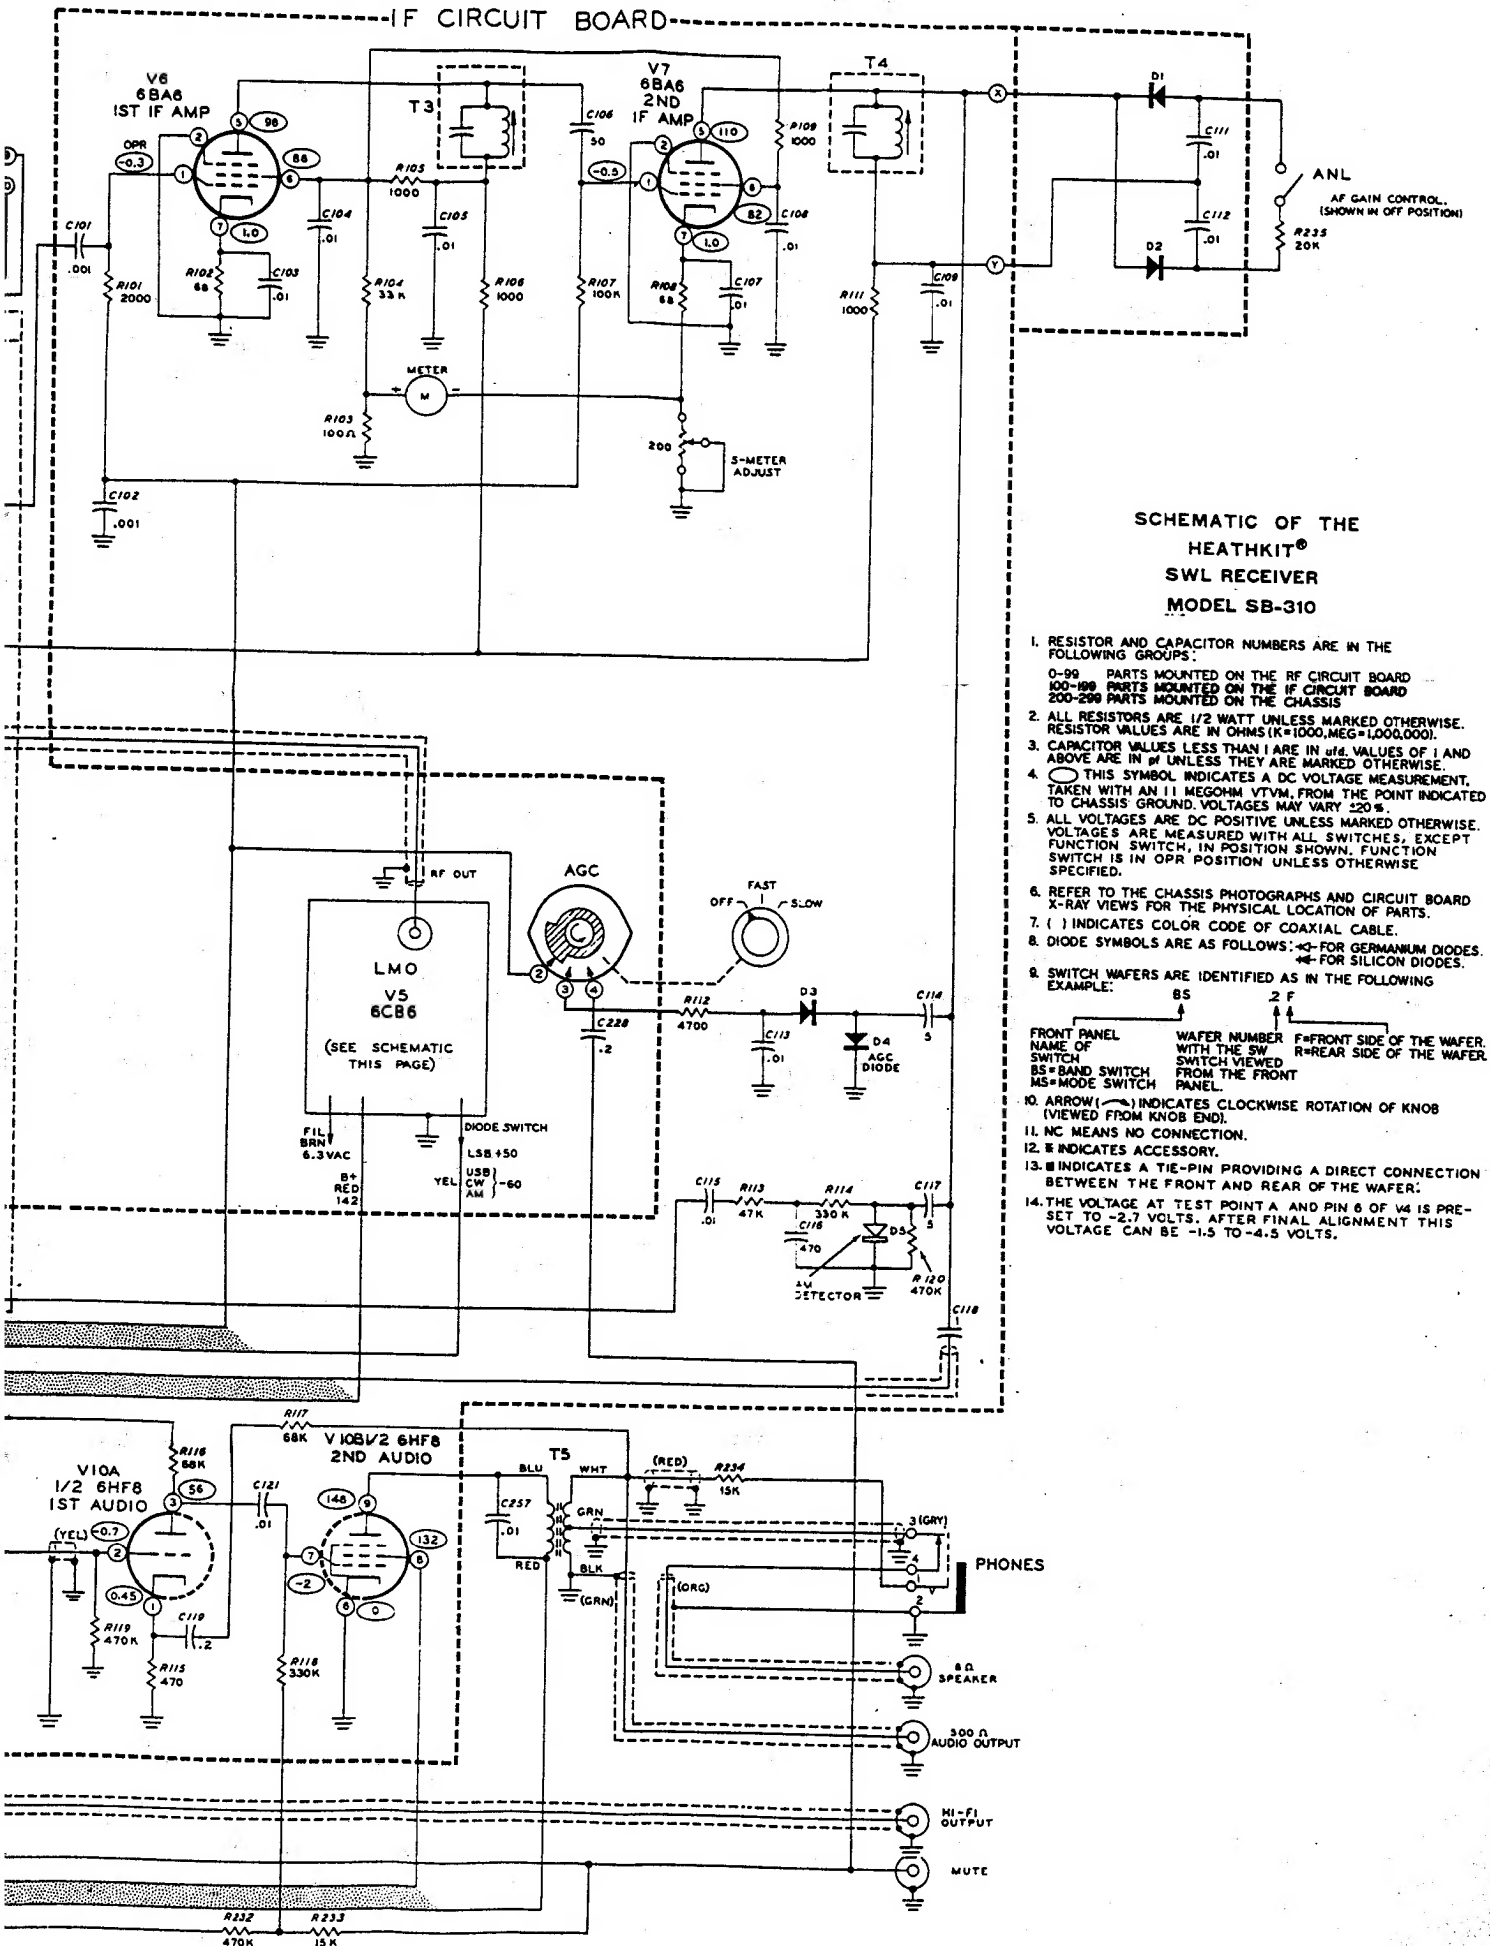 IF CIRCUIT BOARD
V6
6BA6
1ST IF AMP
OPR
-0.3
1
2
5
96
6
86
7
1.0
C101
.001
R101
2000
R102
68
C103
.01
C104
.01
R105
1000
C105
.01
R104
33K
R106
1000
T3
C106
50
R107
100K
V7
6BA6
2ND
IF AMP
-0.5
1
2
5
110
6
82
7
1.0
R108
68
C107
.01
C108
.01
R109
1000
T4
R111
1000
C109
.01
X
Y
D1
D2
C111
.01
C112
.01
ANL
AF GAIN CONTROL.
(SHOWN IN OFF POSITION)
R235
20K
METER
+ M -
R103
100Ω
200
S-METER
ADJUST
C102
.001
SCHEMATIC OF THE
HEATHKIT®
SWL RECEIVER
MODEL SB-310
1. RESISTOR AND CAPACITOR NUMBERS ARE IN THE
FOLLOWING GROUPS:
0-99 PARTS MOUNTED ON THE RF CIRCUIT BOARD
100-199 PARTS MOUNTED ON THE IF CIRCUIT BOARD
200-299 PARTS MOUNTED ON THE CHASSIS
2. ALL RESISTORS ARE 1/2 WATT UNLESS MARKED OTHERWISE.
RESISTOR VALUES ARE IN OHMS (K=1000,MEG=1,000,000).
3. CAPACITOR VALUES LESS THAN 1 ARE IN ufd. VALUES OF 1 AND
ABOVE ARE IN pf UNLESS THEY ARE MARKED OTHERWISE.
4. THIS SYMBOL INDICATES A DC VOLTAGE MEASUREMENT,
TAKEN WITH AN 11 MEGOHM VTVM, FROM THE POINT INDICATED
TO CHASSIS GROUND. VOLTAGES MAY VARY ±20%.
5. ALL VOLTAGES ARE DC POSITIVE UNLESS MARKED OTHERWISE.
VOLTAGES ARE MEASURED WITH ALL SWITCHES, EXCEPT
FUNCTION SWITCH, IN POSITION SHOWN. FUNCTION
SWITCH IS IN OPR POSITION UNLESS OTHERWISE
SPECIFIED.
6. REFER TO THE CHASSIS PHOTOGRAPHS AND CIRCUIT BOARD
X-RAY VIEWS FOR THE PHYSICAL LOCATION OF PARTS.
7. ( ) INDICATES COLOR CODE OF COAXIAL CABLE.
8. DIODE SYMBOLS ARE AS FOLLOWS: FOR GERMANIUM DIODES.
FOR SILICON DIODES.
9. SWITCH WAFERS ARE IDENTIFIED AS IN THE FOLLOWING
EXAMPLE:
BS 2 F
FRONT PANEL
NAME OF
SWITCH
BS=BAND SWITCH
MS=MODE SWITCH
WAFER NUMBER
WITH THE SW
SWITCH VIEWED
FROM THE FRONT
PANEL.
F=FRONT SIDE OF THE WAFER.
R=REAR SIDE OF THE WAFER.
10. ARROW ( ) INDICATES CLOCKWISE ROTATION OF KNOB
(VIEWED FROM KNOB END).
11. NC MEANS NO CONNECTION.
12. INDICATES ACCESSORY.
13. ■ INDICATES A TIE-PIN PROVIDING A DIRECT CONNECTION
BETWEEN THE FRONT AND REAR OF THE WAFER.
14. THE VOLTAGE AT TEST POINT A AND PIN 6 OF V4 IS PRE-
SET TO -2.7 VOLTS. AFTER FINAL ALIGNMENT THIS
VOLTAGE CAN BE -1.5 TO -4.5 VOLTS.
RF OUT
LMO
V5
6CB6
(SEE SCHEMATIC
THIS PAGE)
FIL
BRN
6.3VAC
B+
RED
142
DIODE SWITCH
LSB +50
YEL
USB
CW
AM
} -60
AGC
2
3
4
OFF
FAST
SLOW
C228
.2
R112
4700
C113
.01
D3
D4
AGC
DIODE
C114
5
C115
.01
R113
47K
C116
470
R114
330K
D5
C117
5
R120
470K
C118
V10A
1/2 6HF8
1ST AUDIO
(YEL)
-0.7
2
3
56
0.45
1
R116
68K
R117
68K
C121
.01
R119
470K
C119
.2
R115
470
R118
330K
V10B 1/2 6HF8
2ND AUDIO
148
9
132
8
7
-2
6
0
T5
BLU
WHT
C257
.01
GRN
RED
BLK
(GRN)
(RED)
R234
15K
(ORG)
3 (GRY)
4
1
2
PHONES
8Ω
SPEAKER
500 Ω
AUDIO OUTPUT
HI-FI
OUTPUT
MUTE
R232
470K
R233
15K